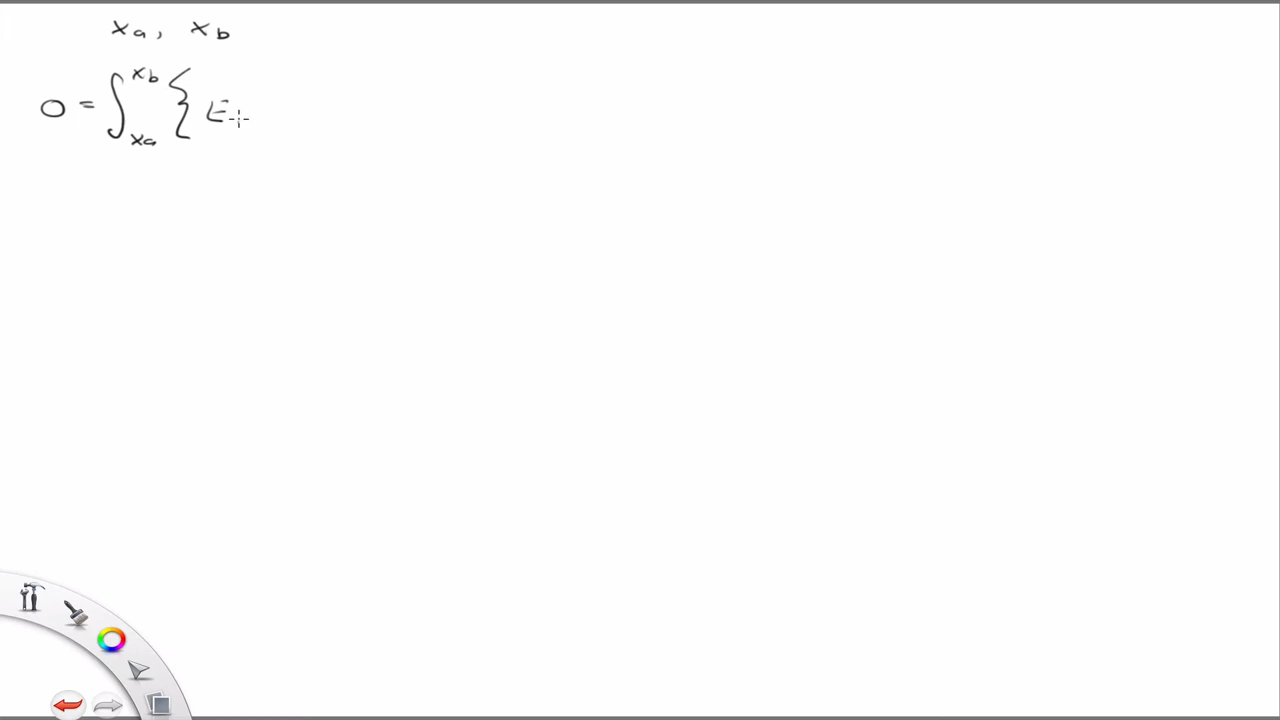 xa, xb
0 = ∫_{xa}^{xb} { E